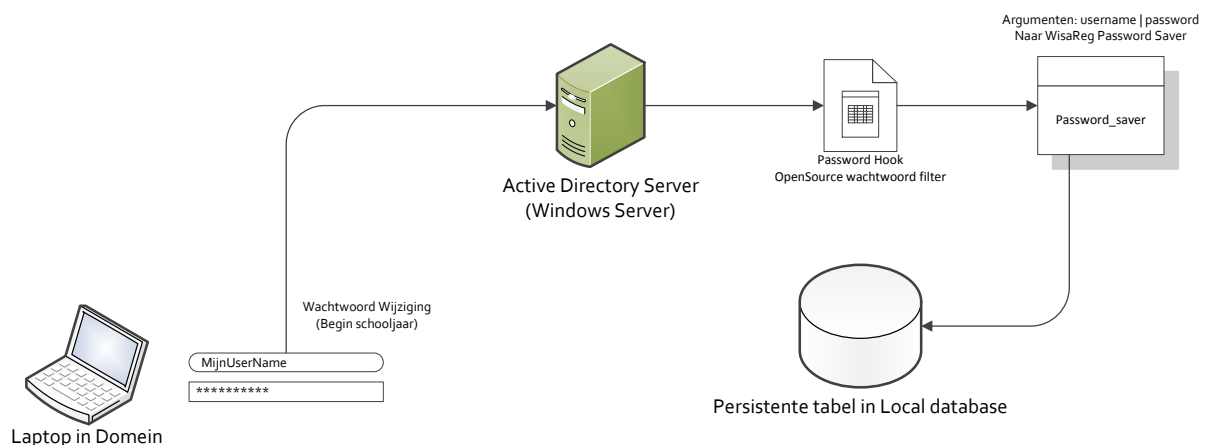 Argumenten: username | password
Naar WisaReg Password Saver
Password_saver
Password Hook
OpenSource wachtwoord filter
Active Directory Server
(Windows Server)
Wachtwoord Wijziging
(Begin schooljaar)
MijnUserName
**********
Persistente tabel in Local database
Laptop in Domein